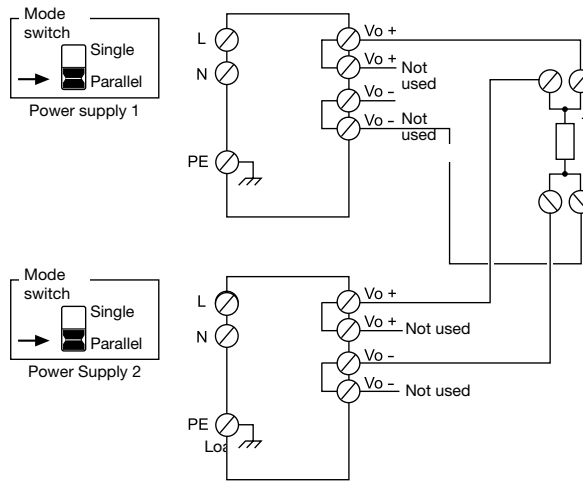 Mode
switch
Single
Parallel
Power supply 1
L
N
PE
Vo +
Vo + Not
used
Vo –
Vo – Not
used
Mode
switch
Single
Parallel
Power Supply 2
L
N
PE
Vo +
Vo + Not used
Vo –
Vo – Not used